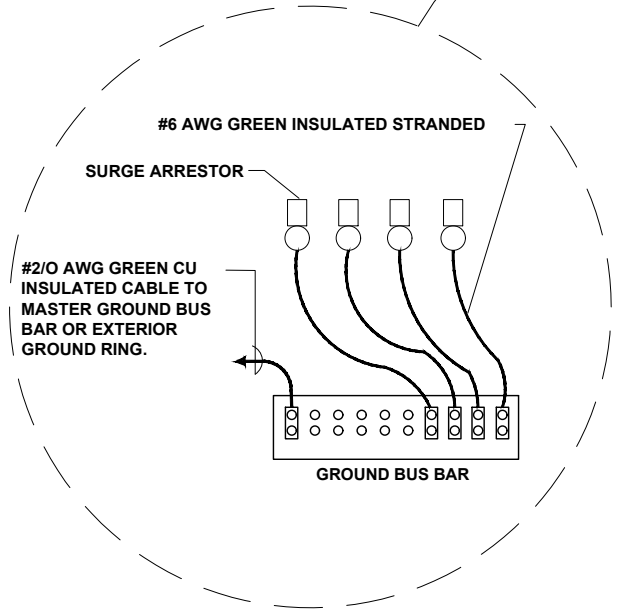 #6 AWG GREEN INSULATED STRANDED
SURGE ARRESTOR
#2/O AWG GREEN CU
INSULATED CABLE TO
MASTER GROUND BUS
BAR OR EXTERIOR
GROUND RING.
GROUND BUS BAR